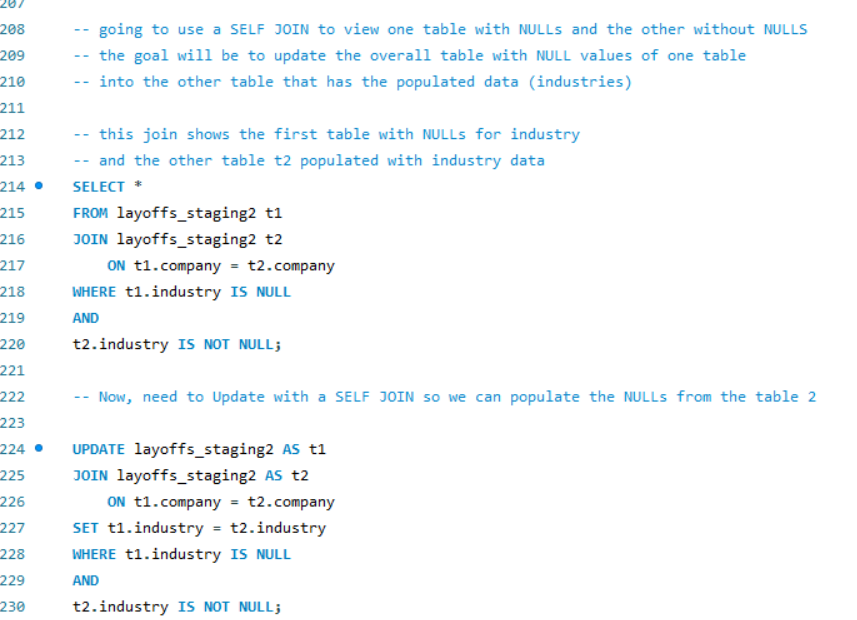 207
208 -- going to use a SELF JOIN to view one table with NULLs and the other without NULLS
209 -- the goal will be to update the overall table with NULL values of one table
210 -- into the other table that has the populated data (industries)
211
212 -- this join shows the first table with NULLs for industry
213 -- and the other table t2 populated with industry data
214 SELECT *
215 FROM layoffs_staging2 t1
216 JOIN layoffs_staging2 t2
217 ON t1.company = t2.company
218 WHERE t1.industry IS NULL
219 AND
220 t2.industry IS NOT NULL;
221
222 -- Now, need to Update with a SELF JOIN so we can populate the NULLs from the table 2
223
224 UPDATE layoffs_staging2 AS t1
225 JOIN layoffs_staging2 AS t2
226 ON t1.company = t2.company
227 SET t1.industry = t2.industry
228 WHERE t1.industry IS NULL
229 AND
230 t2.industry IS NOT NULL;